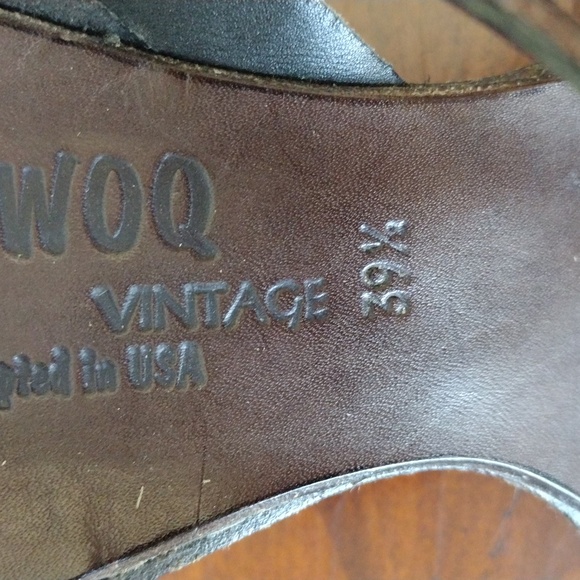 WOQ
VINTAGE
pted in USA
39½